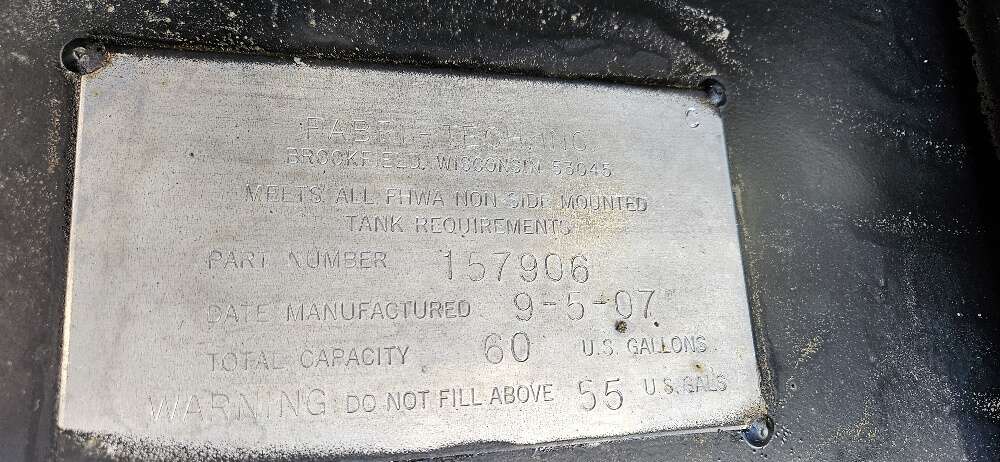 C
INC.
BROOKFIELD, WISCONSIN 53045
MEETS ALL FHWA NON SIDE MOUNTED
TANK REQUIREMENTS
PART NUMBER 157906
DATE MANUFACTURED 9-5-07
TOTAL CAPACITY 60 U.S. GALLONS
WARNING: DO NOT FILL ABOVE 55 U.S. GALS